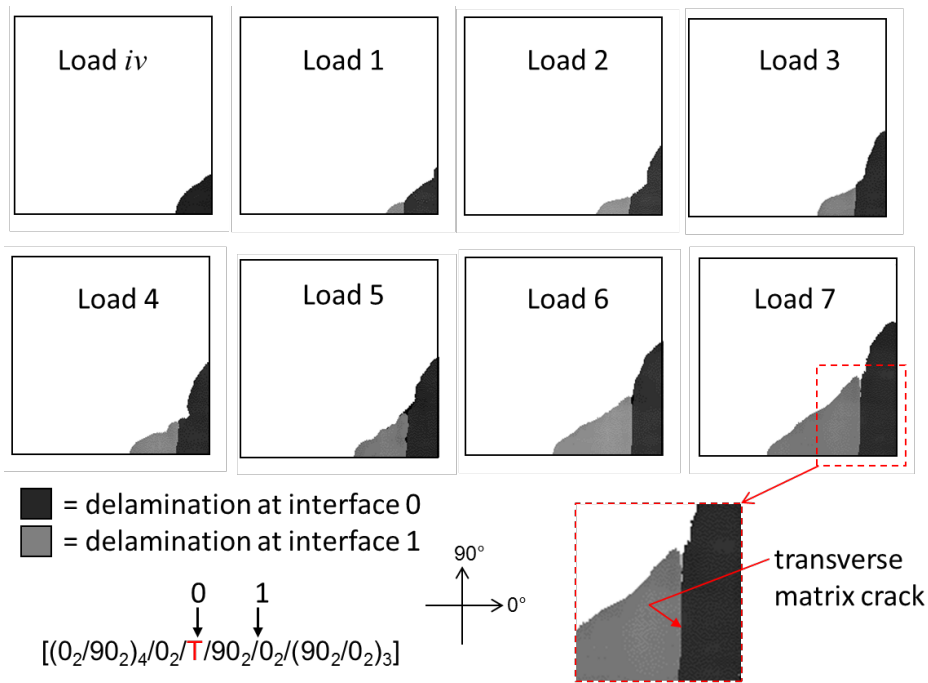 Load iv
Load 1
Load 2
Load 3
Load 4
Load 5
Load 6
Load 7
= delamination at interface 0
= delamination at interface 1
90°
0°
transverse
matrix crack
0 1
[(0₂/90₂)₄/0₂/T/90₂/0₂/(90₂/0₂)₃]